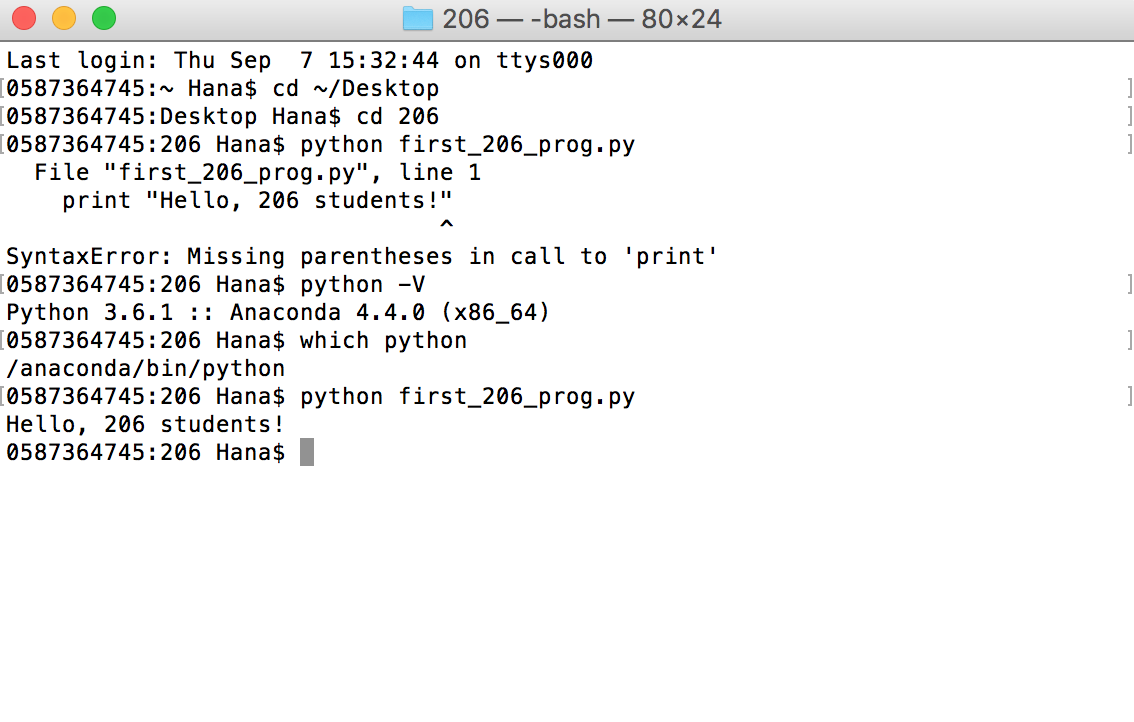 206 — -bash — 80×24
Last login: Thu Sep  7 15:32:44 on ttys000
[0587364745:~ Hana$ cd ~/Desktop ]
[0587364745:Desktop Hana$ cd 206 ]
[0587364745:206 Hana$ python first_206_prog.py ]
  File "first_206_prog.py", line 1
    print "Hello, 206 students!"
                               ^
SyntaxError: Missing parentheses in call to 'print'
[0587364745:206 Hana$ python -V ]
Python 3.6.1 :: Anaconda 4.4.0 (x86_64)
[0587364745:206 Hana$ which python ]
/anaconda/bin/python
[0587364745:206 Hana$ python first_206_prog.py ]
Hello, 206 students!
0587364745:206 Hana$